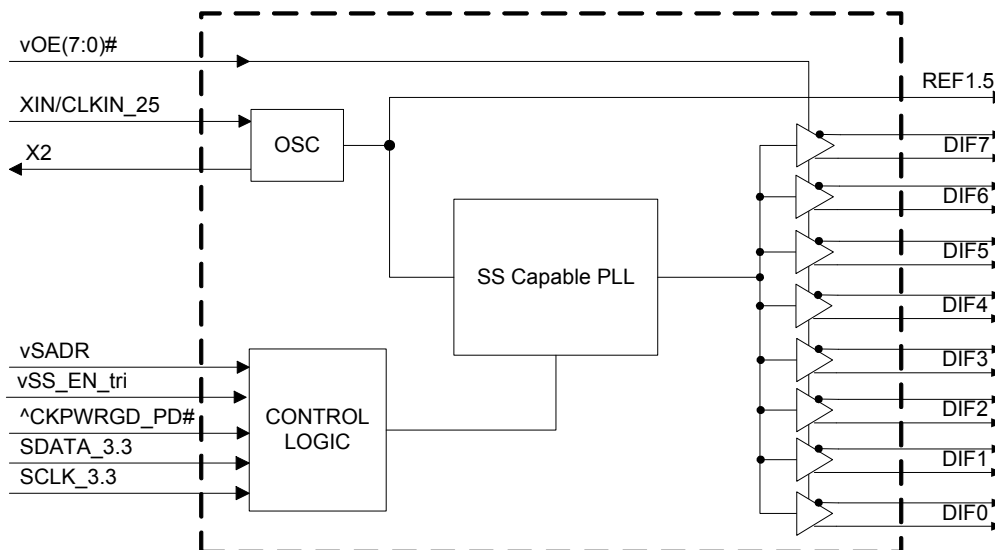 vOE(7:0)#
REF1.5
XIN/CLKIN_25
OSC
X2
DIF7
DIF6
DIF5
SS Capable PLL
DIF4
vSADR
DIF3
vSS_EN_tri
^CKPWRGD_PD#
CONTROL
LOGIC
DIF2
SDATA_3.3
DIF1
SCLK_3.3
DIF0